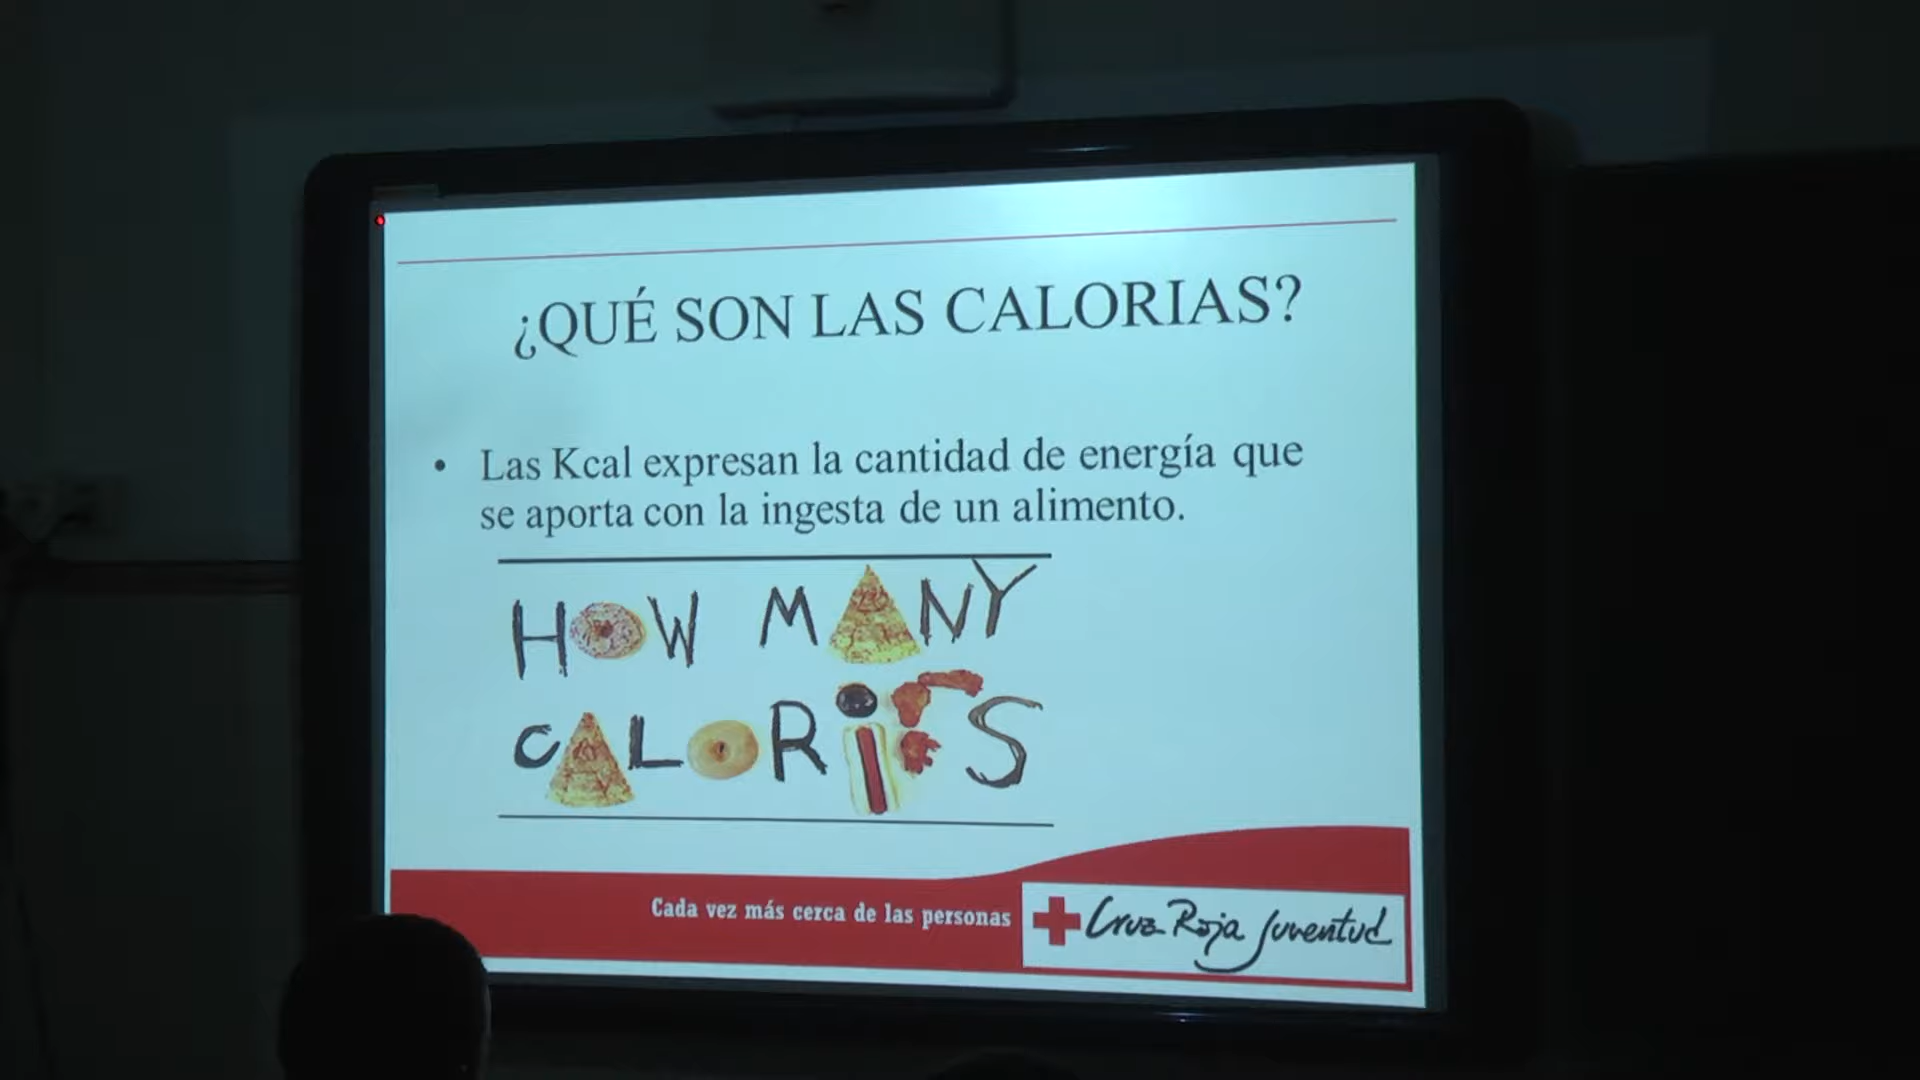 ¿QUÉ SON LAS CALORIAS?
• Las Kcal expresan la cantidad de energía que
se aporta con la ingesta de un alimento.
HOW MANY
CALORIES
Cada vez más cerca de las personas
Cruz Roja Juventud